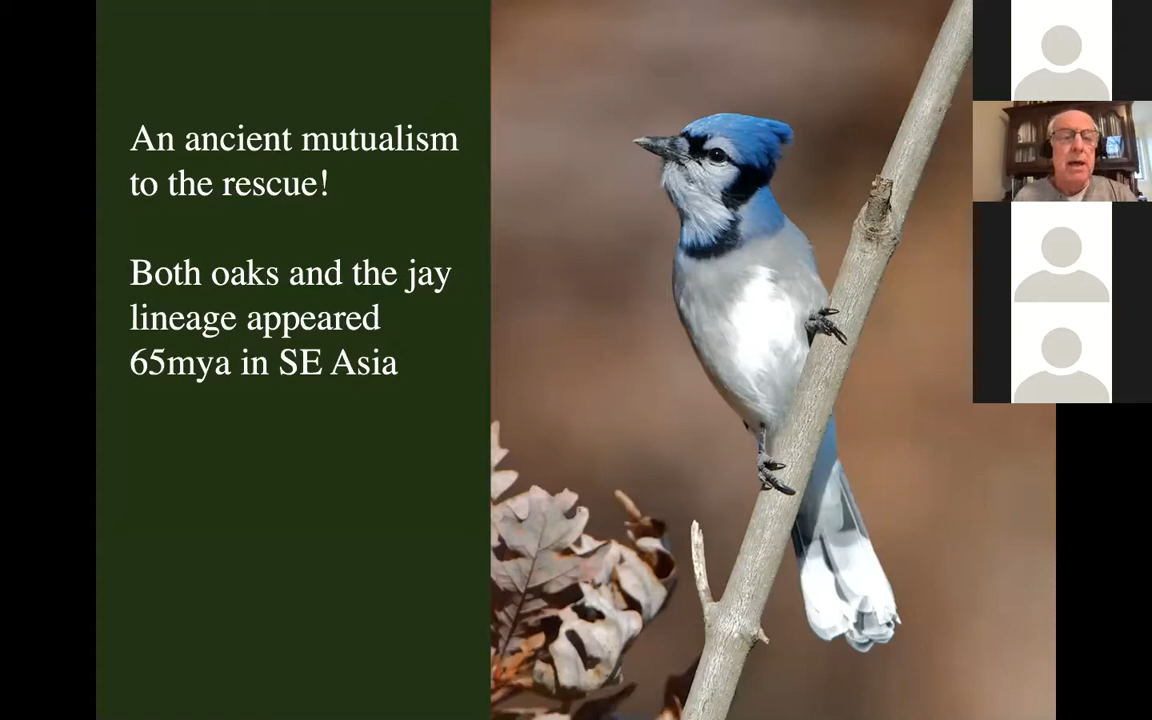 An ancient mutualism
to the rescue!
Both oaks and the jay
lineage appeared
65mya in SE Asia